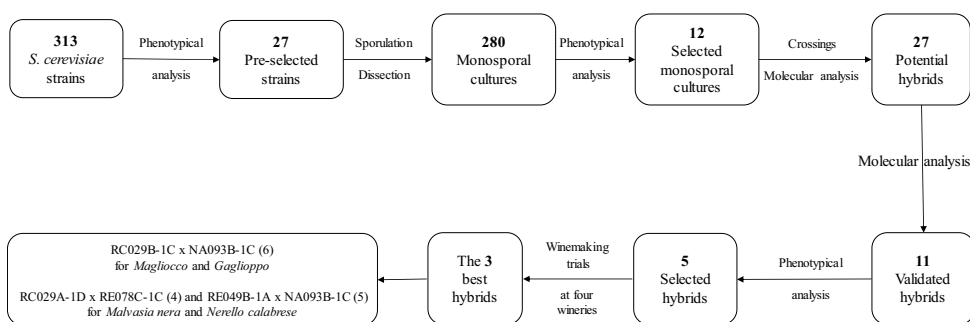 313
S. cerevisiae
strains
Phenotypical
analysis
27
Pre-selected
strains
Sporulation
Dissection
280
Monosporal
cultures
Phenotypical
analysis
12
Selected
monosporal
cultures
Crossings
Molecular analysis
27
Potential
hybrids
Molecular analysis
11
Validated
hybrids
Phenotypical
analysis
5
Selected
hybrids
Winemaking
trials
at four
wineries
The 3
best
hybrids
RC029B-1C x NA093B-1C (6)
for Magliocco and Gaglioppo
RC029A-1D x RE078C-1C (4) and RE049B-1A x NA093B-1C (5)
for Malvasia nera and Nerello calabrese